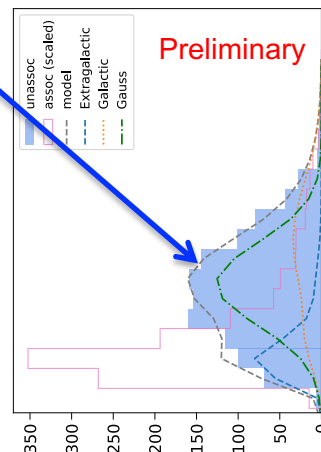 Preliminary
unassoc
assoc (scaled)
model
Extragalactic
Galactic
Gauss
350
300
250
200
150
100
50
0